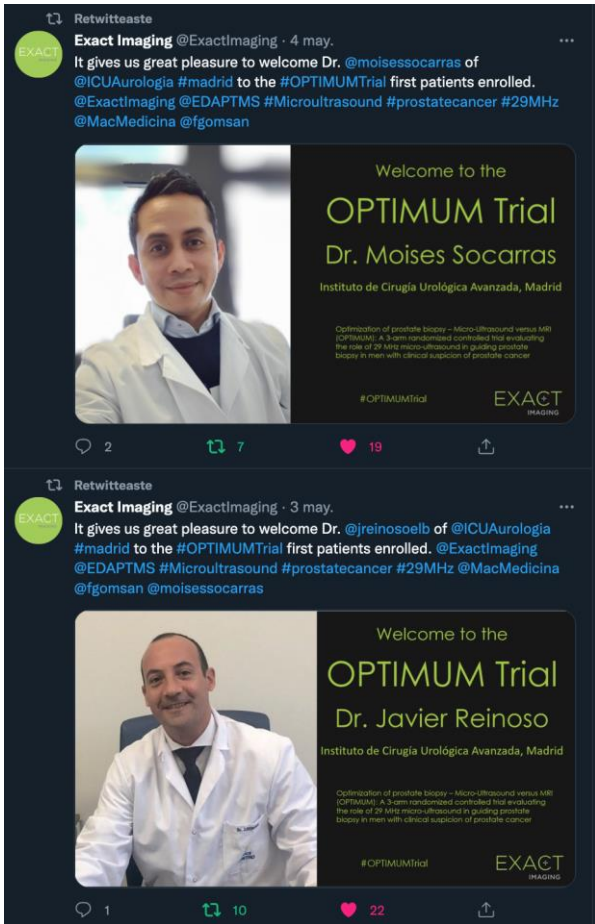 Retwitteaste
EXACT
Exact Imaging @ExactImaging · 4 may.
It gives us great pleasure to welcome Dr. @moisessocarras of
@ICUAurologia #madrid to the #OPTIMUMTrial first patients enrolled.
@ExactImaging @EDAPTMS #Microultrasound #prostatecancer #29MHz
@MacMedicina @fgomsan
Welcome to the
OPTIMUM Trial
Dr. Moises Socarras
Instituto de Cirugía Urológica Avanzada, Madrid
Optimization of prostate biopsy – Micro-Ultrasound versus MRI
(OPTIMUM): A 3-arm randomized controlled trial evaluating
the role of 29 MHz micro-ultrasound in guiding prostate
biopsy in men with clinical suspicion of prostate cancer
#OPTIMUMTrial
EXACT
IMAGING
2 7 19
Retwitteaste
EXACT
Exact Imaging @ExactImaging · 3 may.
It gives us great pleasure to welcome Dr. @jreinosoelb of @ICUAurologia
#madrid to the #OPTIMUMTrial first patients enrolled. @ExactImaging
@EDAPTMS #Microultrasound #prostatecancer #29MHz @MacMedicina
@fgomsan @moisessocarras
Welcome to the
OPTIMUM Trial
Dr. Javier Reinoso
Instituto de Cirugía Urológica Avanzada, Madrid
Optimization of prostate biopsy – Micro-Ultrasound versus MRI
(OPTIMUM): A 3-arm randomized controlled trial evaluating
the role of 29 MHz micro-ultrasound in guiding prostate
biopsy in men with clinical suspicion of prostate cancer
#OPTIMUMTrial
EXACT
IMAGING
1 10 22